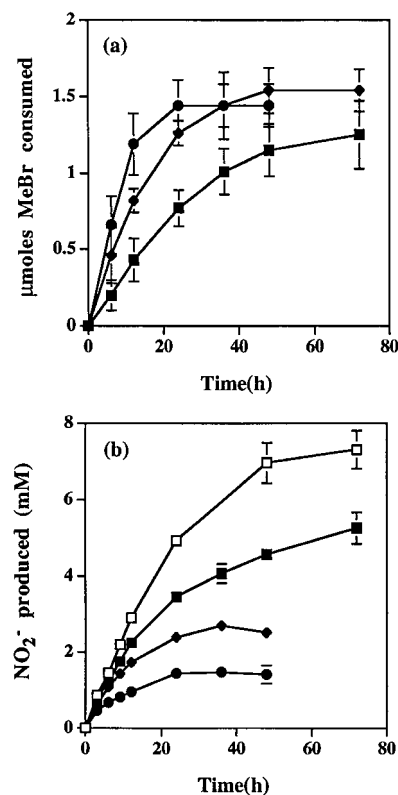 (a)
μmoles MeBr consumed
2
1.5
1
0.5
0
0 20 40 60 80
Time(h)
(b)
NO₂⁻ produced (mM)
8
6
4
2
0
0 20 40 60 80
Time(h)